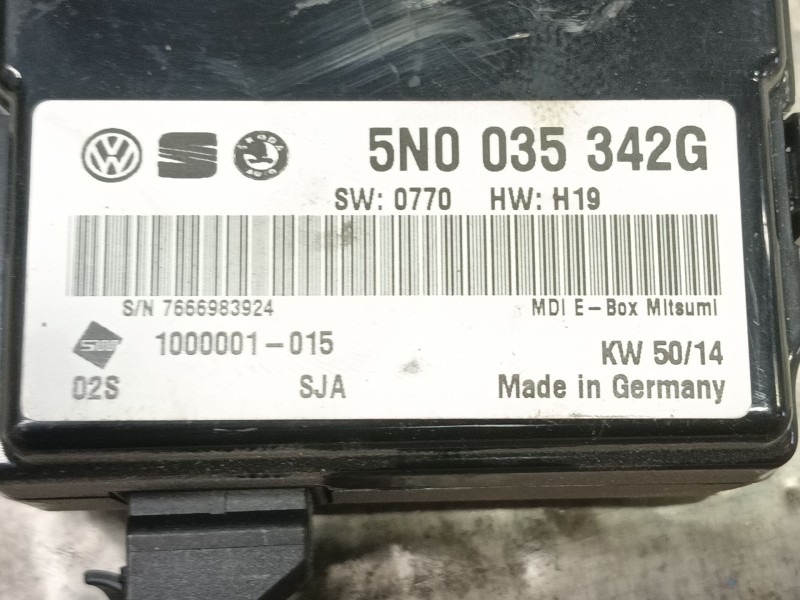 5N0 035 342G
SW: 0770 HW: H19
S/N 7666983924 MDI E-Box Mitsumi
1000001-015
KW 50/14
02S SJA Made in Germany